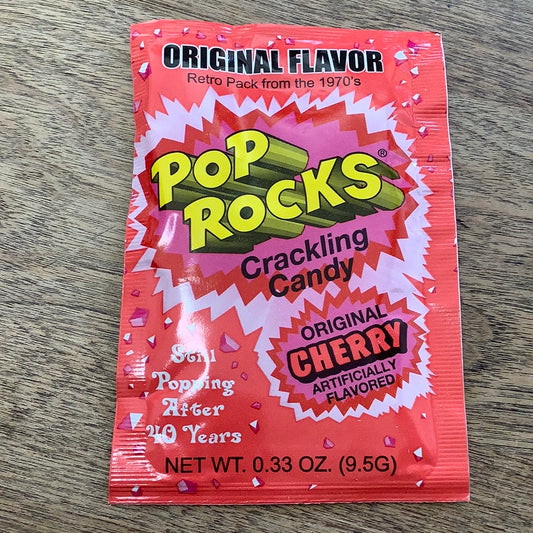 ORIGINAL FLAVOR
Retro Pack from the 1970's
POP
ROCKS®
Crackling
Candy
ORIGINAL
CHERRY
ARTIFICIALLY
FLAVORED
Still
Popping
After
40 Years
NET WT. 0.33 OZ. (9.5G)